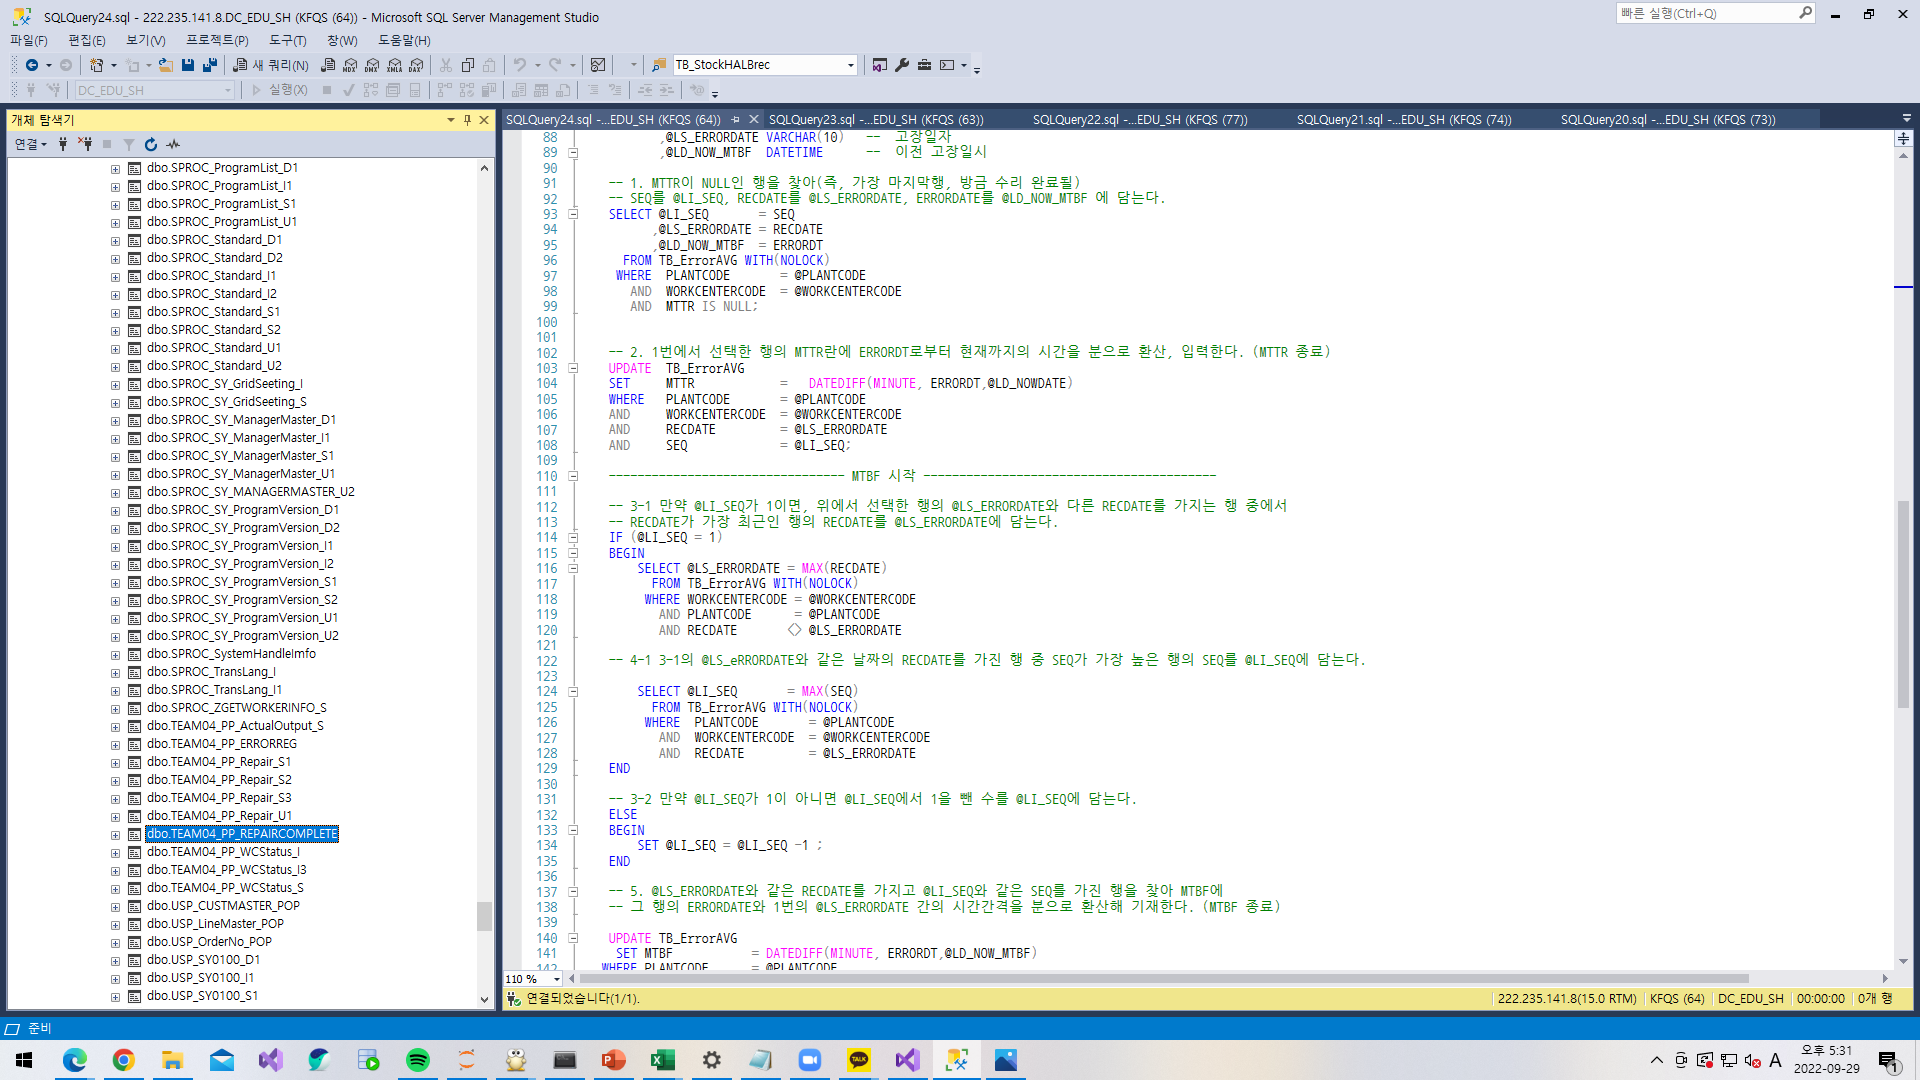 SQLQuery24.sql - 222.235.141.8.DC_EDU_SH (KFQS (64)) - Microsoft SQL Server Management Studio
빠른 실행(Ctrl+Q)
파일(F) 편집(E) 보기(V) 프로젝트(P) 도구(T) 창(W) 도움말(H)
새 쿼리(N) MDX DMX XMLA DAX TB_StockHALBrec
DC_EDU_SH 실행(X)
개체 탐색기
연결
dbo.SPROC_ProgramList_D1
dbo.SPROC_ProgramList_I1
dbo.SPROC_ProgramList_S1
dbo.SPROC_ProgramList_U1
dbo.SPROC_Standard_D1
dbo.SPROC_Standard_D2
dbo.SPROC_Standard_I1
dbo.SPROC_Standard_I2
dbo.SPROC_Standard_S1
dbo.SPROC_Standard_S2
dbo.SPROC_Standard_U1
dbo.SPROC_Standard_U2
dbo.SPROC_SY_GridSeeting_I
dbo.SPROC_SY_GridSeeting_S
dbo.SPROC_SY_ManagerMaster_D1
dbo.SPROC_SY_ManagerMaster_I1
dbo.SPROC_SY_ManagerMaster_S1
dbo.SPROC_SY_ManagerMaster_U1
dbo.SPROC_SY_MANAGERMASTER_U2
dbo.SPROC_SY_ProgramVersion_D1
dbo.SPROC_SY_ProgramVersion_D2
dbo.SPROC_SY_ProgramVersion_I1
dbo.SPROC_SY_ProgramVersion_I2
dbo.SPROC_SY_ProgramVersion_S1
dbo.SPROC_SY_ProgramVersion_S2
dbo.SPROC_SY_ProgramVersion_U1
dbo.SPROC_SY_ProgramVersion_U2
dbo.SPROC_SystemHandleImfo
dbo.SPROC_TransLang_I
dbo.SPROC_TransLang_I1
dbo.SPROC_ZGETWORKERINFO_S
dbo.TEAM04_PP_ActualOutput_S
dbo.TEAM04_PP_ERRORREG
dbo.TEAM04_PP_Repair_S1
dbo.TEAM04_PP_Repair_S2
dbo.TEAM04_PP_Repair_S3
dbo.TEAM04_PP_Repair_U1
dbo.TEAM04_PP_REPAIRCOMPLETE
dbo.TEAM04_PP_WCStatus_I
dbo.TEAM04_PP_WCStatus_I3
dbo.TEAM04_PP_WCStatus_S
dbo.USP_CUSTMASTER_POP
dbo.USP_LineMaster_POP
dbo.USP_OrderNo_POP
dbo.USP_SY0100_D1
dbo.USP_SY0100_I1
dbo.USP_SY0100_S1
SQLQuery24.sql -...EDU_SH (KFQS (64)) SQLQuery23.sql -...EDU_SH (KFQS (63)) SQLQuery22.sql -...EDU_SH (KFQS (77)) SQLQuery21.sql -...EDU_SH (KFQS (74)) SQLQuery20.sql -...EDU_SH (KFQS (73))
88 ,@LS_ERRORDATE VARCHAR(10) -- 고장일자
89 ,@LD_NOW_MTBF DATETIME -- 이전 고장일시
90
91 -- 1. MTTR이 NULL인 행을 찾아(즉, 가장 마지막행, 방금 수리 완료될)
92 -- SEQ를 @LI_SEQ, RECDATE를 @LS_ERRORDATE, ERRORDATE를 @LD_NOW_MTBF 에 담는다.
93 SELECT @LI_SEQ = SEQ
94 ,@LS_ERRORDATE = RECDATE
95 ,@LD_NOW_MTBF = ERRORDT
96 FROM TB_ErrorAVG WITH(NOLOCK)
97 WHERE PLANTCODE = @PLANTCODE
98 AND WORKCENTERCODE = @WORKCENTERCODE
99 AND MTTR IS NULL;
100
101
102 -- 2. 1번에서 선택한 행의 MTTR란에 ERRORDT로부터 현재까지의 시간을 분으로 환산, 입력한다. (MTTR 종료)
103 UPDATE TB_ErrorAVG
104 SET MTTR = DATEDIFF(MINUTE, ERRORDT,@LD_NOWDATE)
105 WHERE PLANTCODE = @PLANTCODE
106 AND WORKCENTERCODE = @WORKCENTERCODE
107 AND RECDATE = @LS_ERRORDATE
108 AND SEQ = @LI_SEQ;
109
110 --------------------------------- MTBF 시작 -----------------------------------------
111
112 -- 3-1 만약 @LI_SEQ가 1이면, 위에서 선택한 행의 @LS_ERRORDATE와 다른 RECDATE를 가지는 행 중에서
113 -- RECDATE가 가장 최근인 행의 RECDATE를 @LS_ERRORDATE에 담는다.
114 IF (@LI_SEQ = 1)
115 BEGIN
116 SELECT @LS_ERRORDATE = MAX(RECDATE)
117 FROM TB_ErrorAVG WITH(NOLOCK)
118 WHERE WORKCENTERCODE = @WORKCENTERCODE
119 AND PLANTCODE = @PLANTCODE
120 AND RECDATE <> @LS_ERRORDATE
121
122 -- 4-1 3-1의 @LS_eRRORDATE와 같은 날짜의 RECDATE를 가진 행 중 SEQ가 가장 높은 행의 SEQ를 @LI_SEQ에 담는다.
123
124 SELECT @LI_SEQ = MAX(SEQ)
125 FROM TB_ErrorAVG WITH(NOLOCK)
126 WHERE PLANTCODE = @PLANTCODE
127 AND WORKCENTERCODE = @WORKCENTERCODE
128 AND RECDATE = @LS_ERRORDATE
129 END
130
131 -- 3-2 만약 @LI_SEQ가 1이 아니면 @LI_SEQ에서 1을 뺀 수를 @LI_SEQ에 담는다.
132 ELSE
133 BEGIN
134 SET @LI_SEQ = @LI_SEQ -1 ;
135 END
136
137 -- 5. @LS_ERRORDATE와 같은 RECDATE를 가지고 @LI_SEQ와 같은 SEQ를 가진 행을 찾아 MTBF에
138 -- 그 행의 ERRORDATE와 1번의 @LS_ERRORDATE 간의 시간간격을 분으로 환산해 기재한다. (MTBF 종료)
139
140 UPDATE TB_ErrorAVG
141 SET MTBF = DATEDIFF(MINUTE, ERRORDT,@LD_NOW_MTBF)
142 WHERE PLANTCODE = @PLANTCODE
110 %
연결되었습니다(1/1). 222.235.141.8(15.0 RTM) KFQS (64) DC_EDU_SH 00:00:00 0개 행
준비
TALK
A 오후 5:31
2022-09-29
1